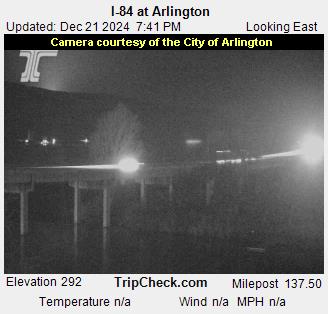 I-84 at Arlington
Updated: Dec 21 2024 7:41 PM Looking East
Camera courtesy of the City of Arlington
Elevation 292 TripCheck.com Milepost 137.50
Temperature n/a Wind n/a MPH n/a